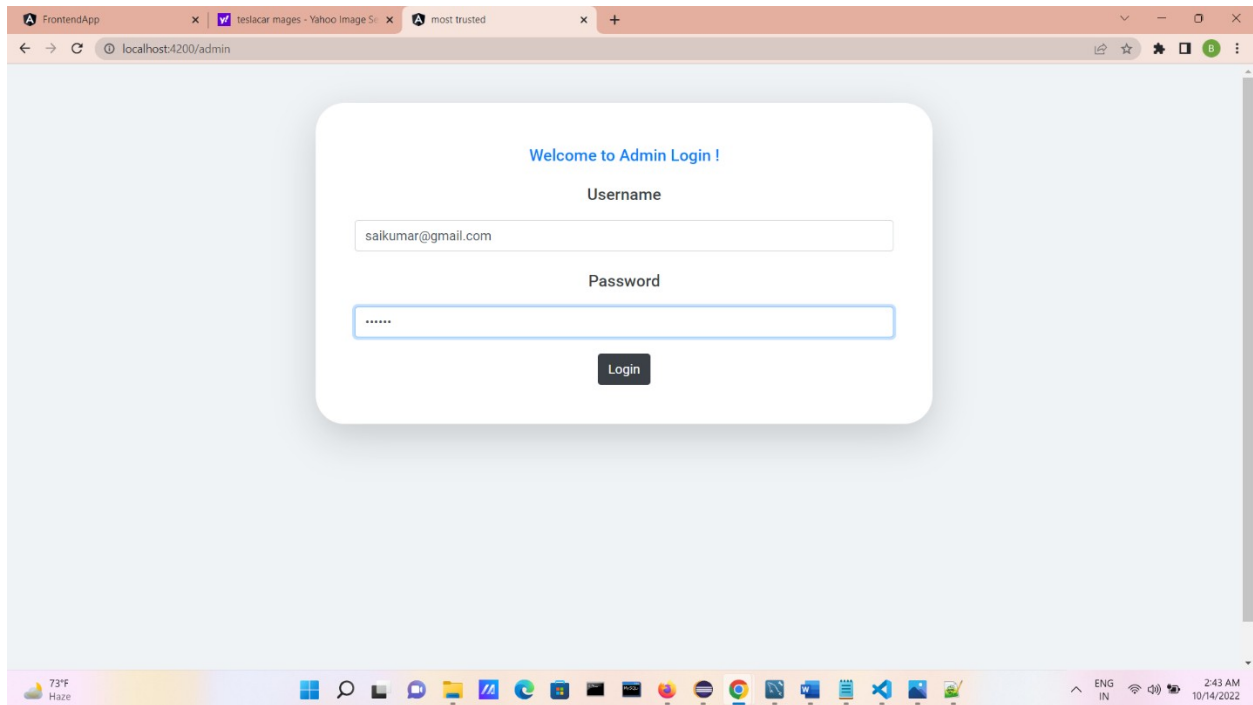 FrontendApp
teslacar mages - Yahoo Image Se
most trusted
localhost:4200/admin
B
Welcome to Admin Login !
Username
saikumar@gmail.com
Password
••••••
Login
73°F
Haze
ENG
IN
2:43 AM
10/14/2022